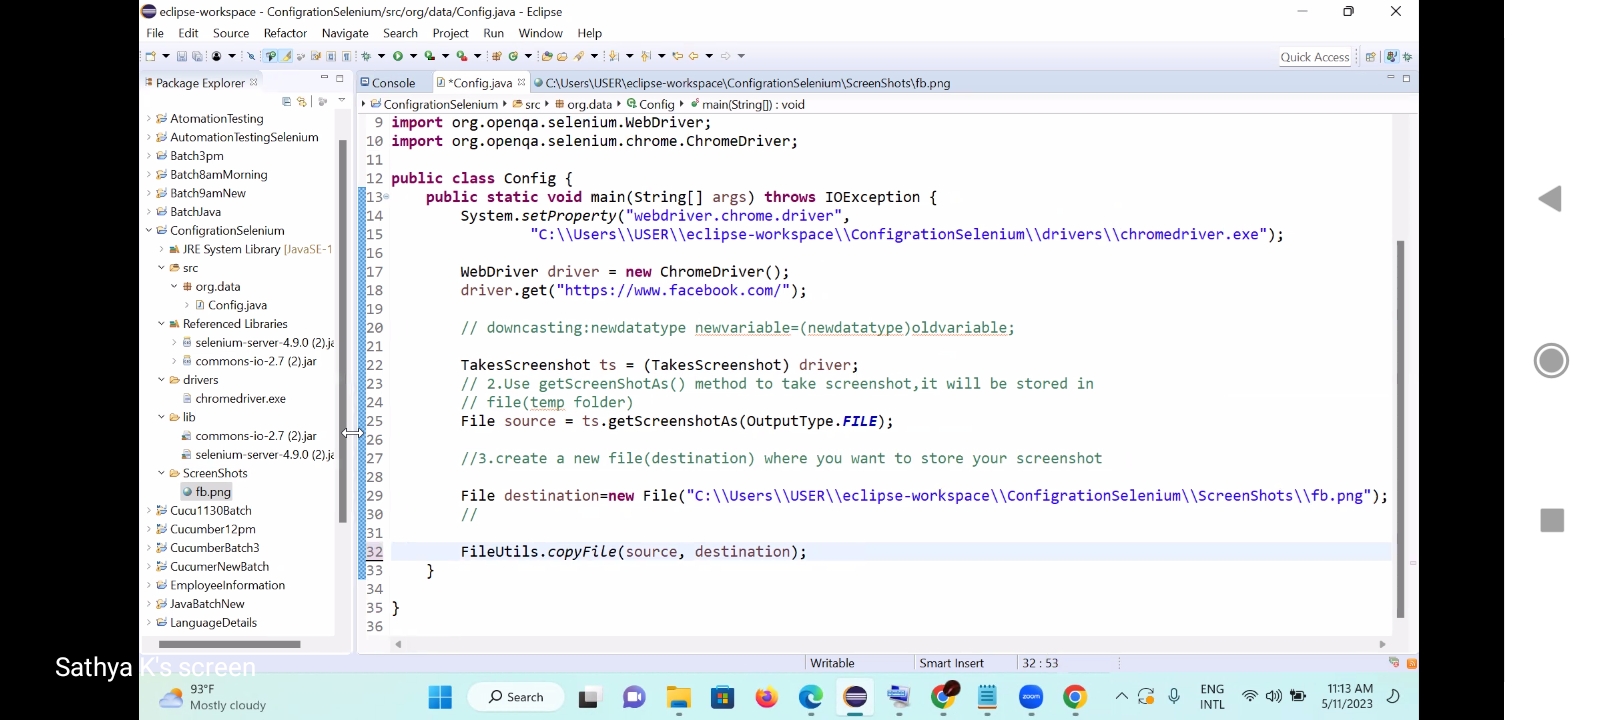 eclipse-workspace - ConfigrationSelenium/src/org/data/Config.java - Eclipse
File Edit Source Refactor Navigate Search Project Run Window Help
Quick Access
Package Explorer
Console *Config.java C:\Users\USER\eclipse-workspace\ConfigrationSelenium\ScreenShots\fb.png
ConfigrationSelenium src org.data Config main(String[]) : void
AtomationTesting
AutomationTestingSelenium
Batch3pm
Batch8amMorning
Batch9amNew
BatchJava
ConfigrationSelenium
JRE System Library [JavaSE-1
src
org.data
Config.java
Referenced Libraries
selenium-server-4.9.0 (2).ja
commons-io-2.7 (2).jar
drivers
chromedriver.exe
lib
commons-io-2.7 (2).jar
selenium-server-4.9.0 (2).ja
ScreenShots
fb.png
Cucu1130Batch
Cucumber12pm
CucumberBatch3
CucumerNewBatch
EmployeeInformation
JavaBatchNew
LanguageDetails
9 import org.openqa.selenium.WebDriver;
10 import org.openqa.selenium.chrome.ChromeDriver;
11
12 public class Config {
13 public static void main(String[] args) throws IOException {
14 System.setProperty("webdriver.chrome.driver",
15 "C:\\Users\\USER\\eclipse-workspace\\ConfigrationSelenium\\drivers\\chromedriver.exe");
16
17 WebDriver driver = new ChromeDriver();
18 driver.get("https://www.facebook.com/");
19
20 // downcasting:newdatatype newvariable=(newdatatype)oldvariable;
21
22 TakesScreenshot ts = (TakesScreenshot) driver;
23 // 2.Use getScreenShotAs() method to take screenshot,it will be stored in
24 // file(temp folder)
25 File source = ts.getScreenshotAs(OutputType.FILE);
26
27 //3.create a new file(destination) where you want to store your screenshot
28
29 File destination=new File("C:\\Users\\USER\\eclipse-workspace\\ConfigrationSelenium\\ScreenShots\\fb.png");
30 //
31
32 FileUtils.copyFile(source, destination);
33 }
34
35 }
36
Writable Smart Insert 32 : 53
Sathya K's screen
93°F
Mostly cloudy
Search
zoom
ENG
INTL
11:13 AM
5/11/2023